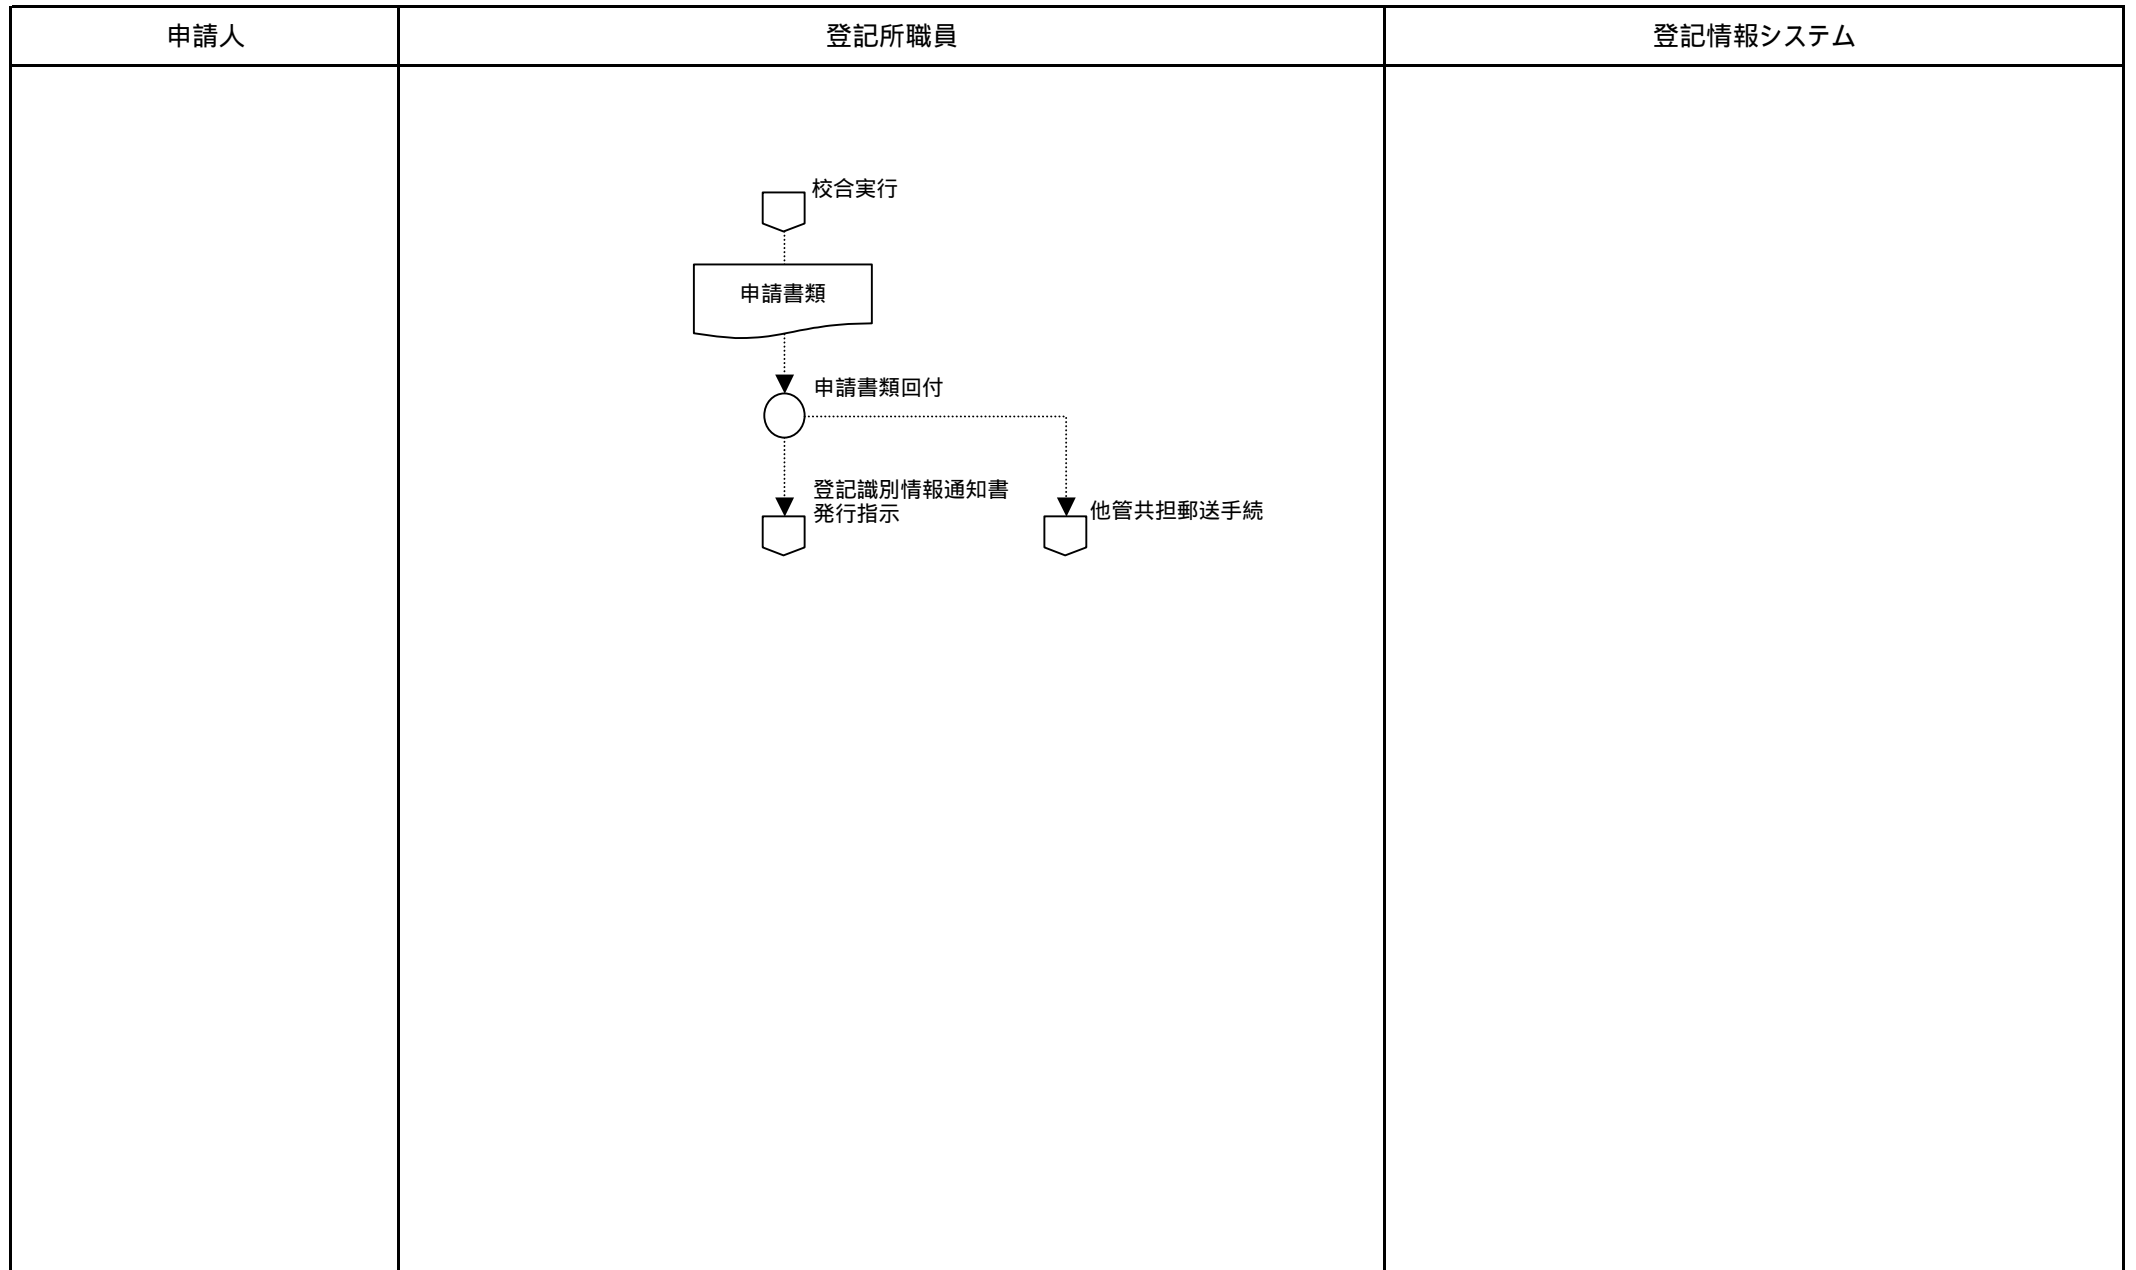 申請人
登記所職員
登記情報システム
校合実行
申請書類
申請書類回付
登記識別情報通知書
発行指示
他管共担郵送手続